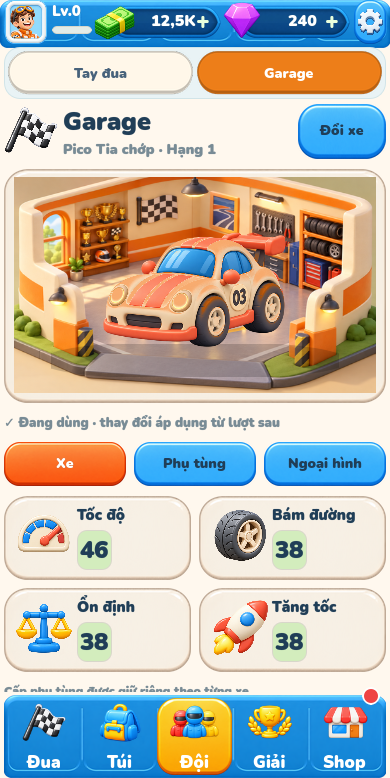 Lv.0
12,5K+
240 +
Tay đua
Garage
Garage
Pico Tia chớp · Hạng 1
Đổi xe
03
✓ Đang dùng · thay đổi áp dụng từ lượt sau
Xe
Phụ tùng
Ngoại hình
Tốc độ
46
Bám đường
38
Ổn định
38
Tăng tốc
38
Cấp phụ tùng được giữ riêng theo từng xe
Đua
Túi
Đội
Giải
Shop